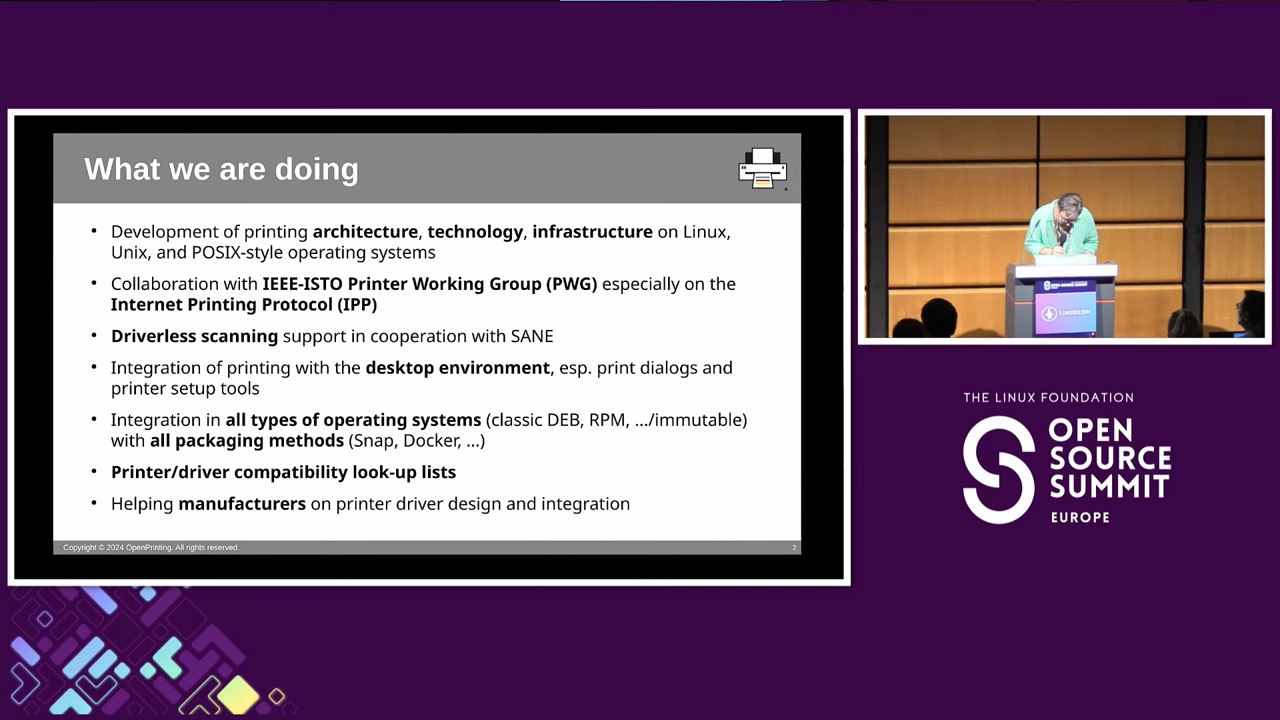 What we are doing
• Development of printing architecture, technology, infrastructure on Linux,
Unix, and POSIX-style operating systems
• Collaboration with IEEE-ISTO Printer Working Group (PWG) especially on the
Internet Printing Protocol (IPP)
• Driverless scanning support in cooperation with SANE
• Integration of printing with the desktop environment, esp. print dialogs and
printer setup tools
• Integration in all types of operating systems (classic DEB, RPM, .../immutable)
with all packaging methods (Snap, Docker, ...)
• Printer/driver compatibility look-up lists
• Helping manufacturers on printer driver design and integration
Copyright © 2024 OpenPrinting. All rights reserved.
2
OPEN SOURCE SUMMIT
LINUXCON
THE LINUX FOUNDATION
OPEN
SOURCE
SUMMIT
EUROPE